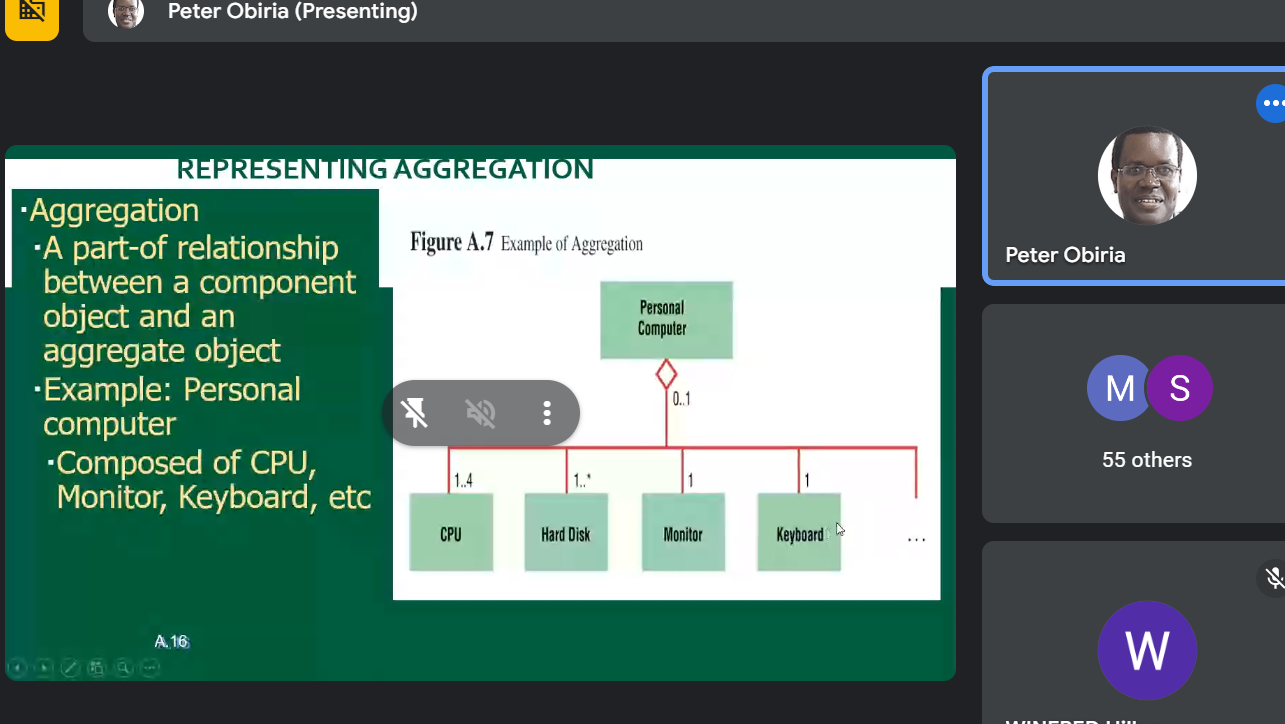 Peter Obiria (Presenting)
REPRESENTING AGGREGATION
·Aggregation
·A part-of relationship
between a component
object and an
aggregate object
·Example: Personal
computer
·Composed of CPU,
Monitor, Keyboard, etc
A.16
Figure A.7 Example of Aggregation
Personal
Computer
0..1
1..4
1..*
1
1
CPU
Hard Disk
Monitor
Keyboard
...
Peter Obiria
M
S
55 others
W